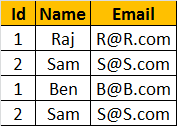 Id Name Email
1 Raj R@R.com
2 Sam S@S.com
1 Ben B@B.com
2 Sam S@S.com